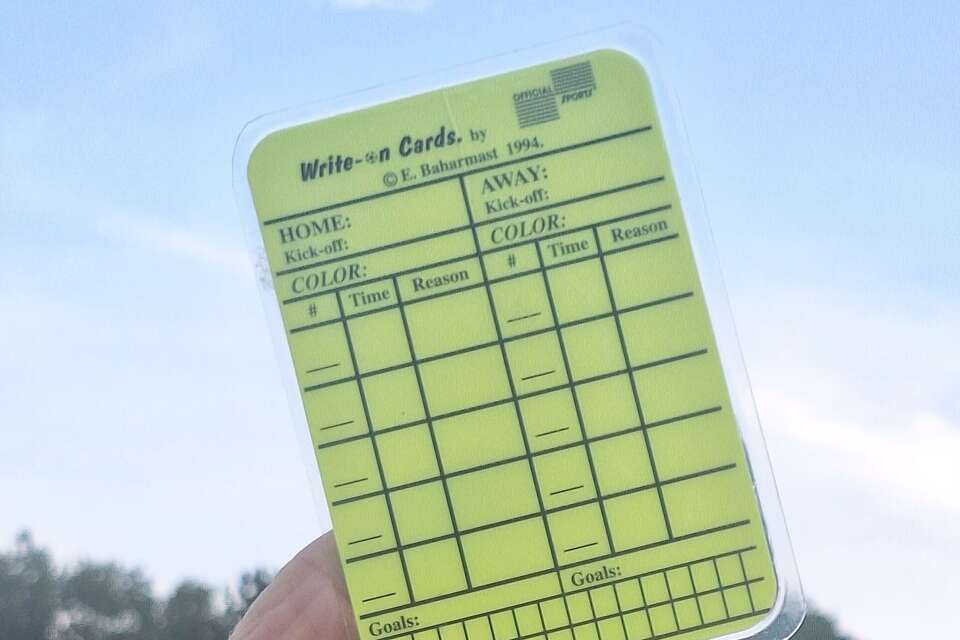 OFFICIAL SPORTS
Write-On Cards. by
© E. Baharmast 1994.
HOME: AWAY:
Kick-off: Kick-off:
COLOR: COLOR:
# Time Reason # Time Reason
Goals: Goals: